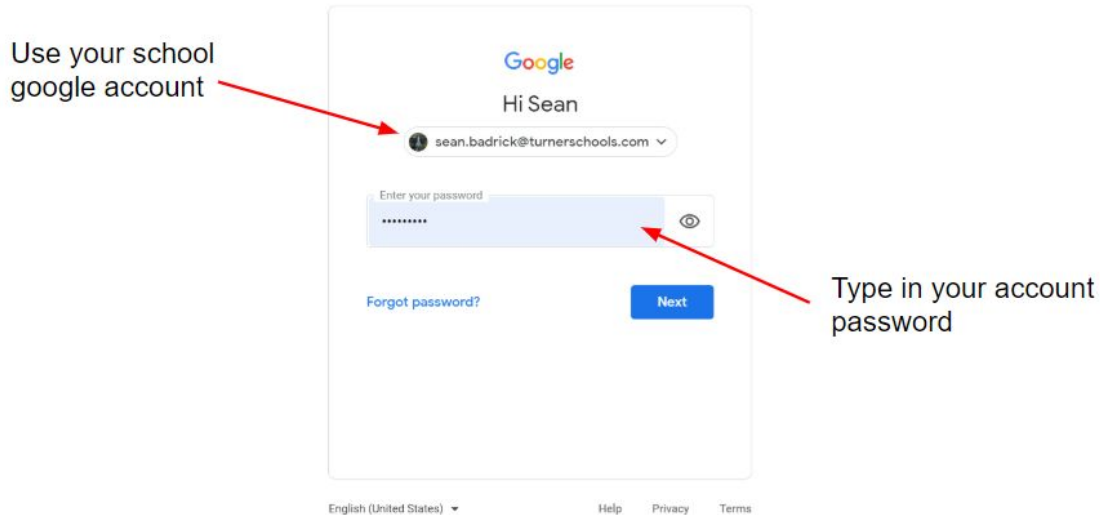 Use your school
google account
Google
Hi Sean
sean.badrick@turnerschools.com
Enter your password
•••••••••
Forgot password?
Next
Type in your account
password
English (United States)
Help Privacy Terms